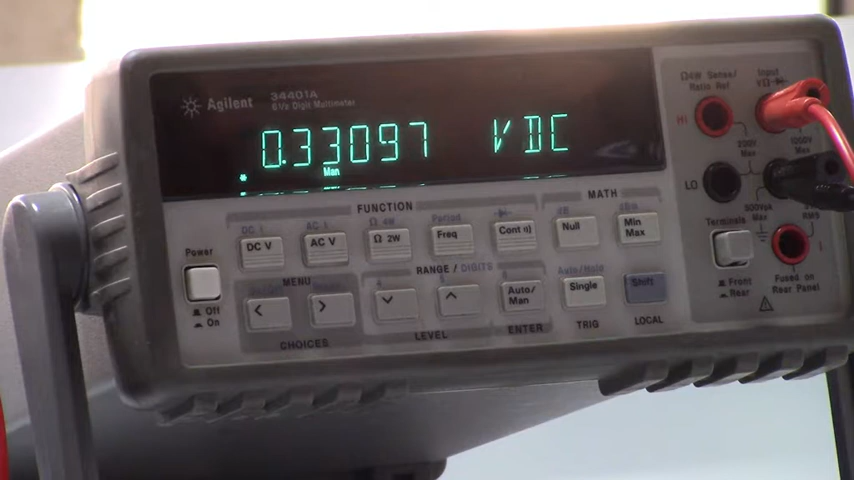 Agilent 34401A
6½ Digit Multimeter
0.33097 VDC
* Man
FUNCTION
MATH
DC I AC I Ω 4W Period dB dBm
DC V AC V Ω 2W Freq Cont Null Min Max
Power
MENU
RANGE / DIGITS
Auto/Hold
< > Auto/Man Single Shift
Off
On
CHOICES LEVEL ENTER TRIG LOCAL
Ω4W Sense/ Ratio Ref
Input VΩ
HI
200V Max
1000V Max
LO
500Vpk Max
Terminals
I
Front
Rear
Fused on Rear Panel